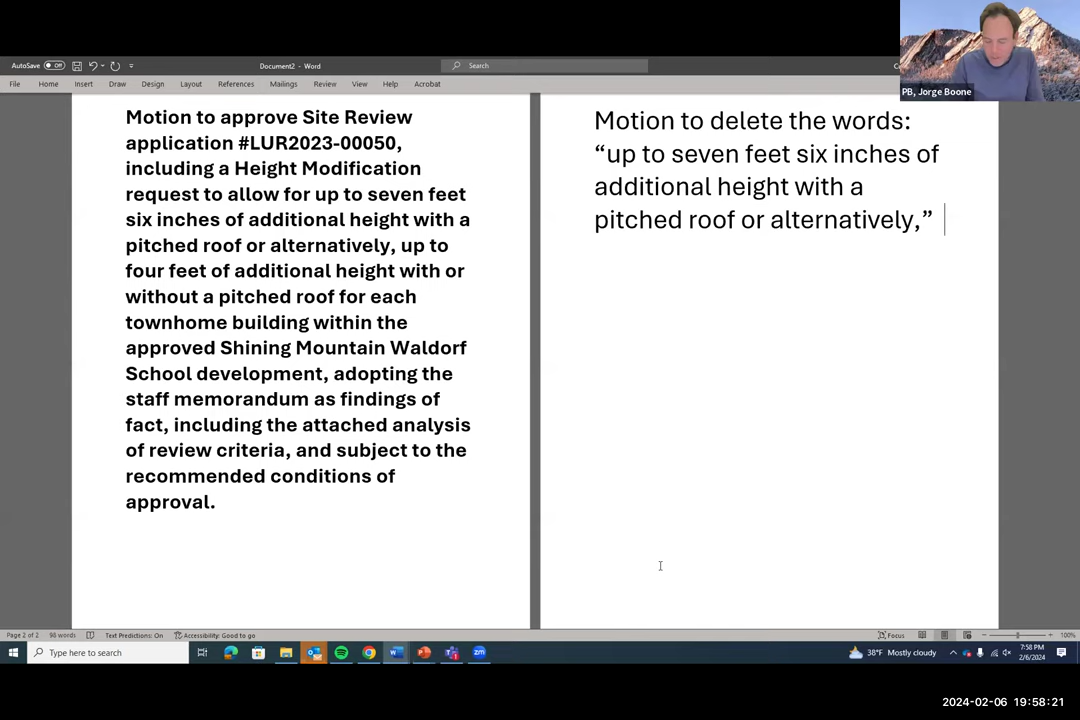 AutoSave Off
Document2 - Word
Search
PB, Jorge Boone
File Home Insert Draw Design Layout References Mailings Review View Help Acrobat
Motion to approve Site Review
application #LUR2023-00050,
including a Height Modification
request to allow for up to seven feet
six inches of additional height with a
pitched roof or alternatively, up to
four feet of additional height with or
without a pitched roof for each
townhome building within the
approved Shining Mountain Waldorf
School development, adopting the
staff memorandum as findings of
fact, including the attached analysis
of review criteria, and subject to the
recommended conditions of
approval.
Motion to delete the words:
“up to seven feet six inches of
additional height with a
pitched roof or alternatively,”
Page 2 of 2 98 words Text Predictions: On Accessibility: Good to go Focus 100%
Type here to search
38°F Mostly cloudy
7:58 PM
2/6/2024
2024-02-06 19:58:21